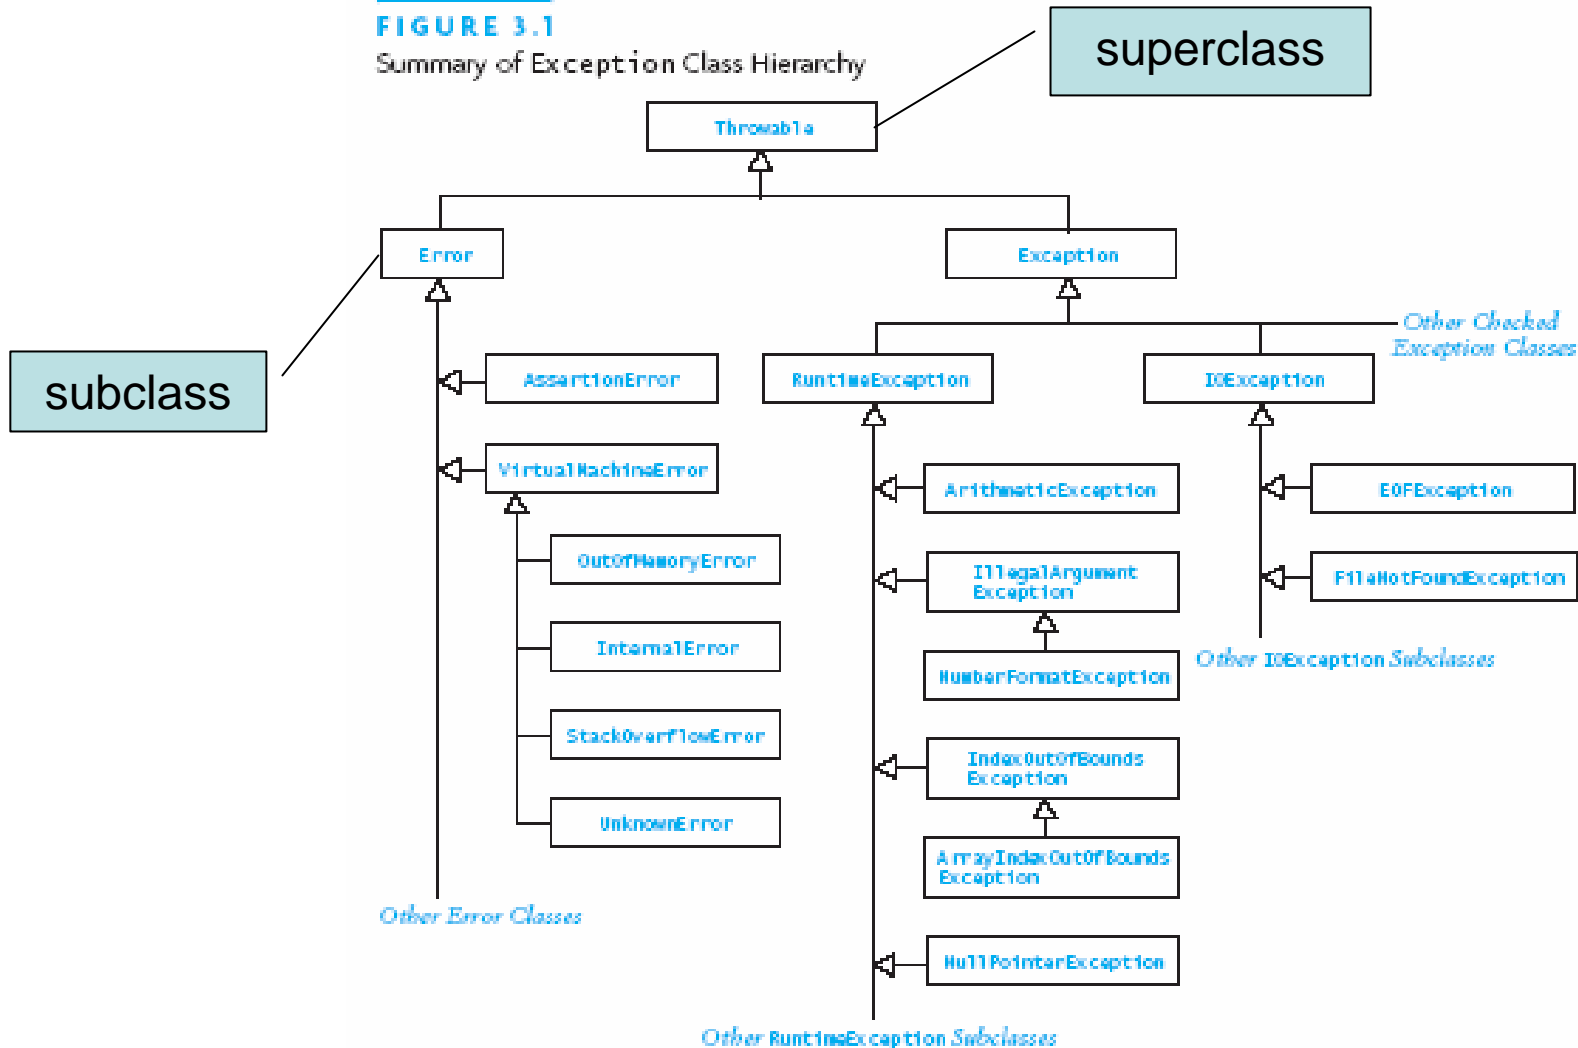 FIGURE 3.1
Summary of Exception Class Hierarchy
superclass
Throwable
Error
Exception
Other Checked
Exception Classes
subclass
AssertionError
RuntimeException
IOException
VirtualMachineError
ArithmeticException
EOFException
OutOfMemoryError
IllegalArgument
Exception
FileNotFoundException
InternalError
NumberFormatException
Other IOException Subclasses
StackOverflowError
IndexOutOfBounds
Exception
UnknownError
ArrayIndexOutOfBounds
Exception
Other Error Classes
NullPointerException
Other RuntimeException Subclasses